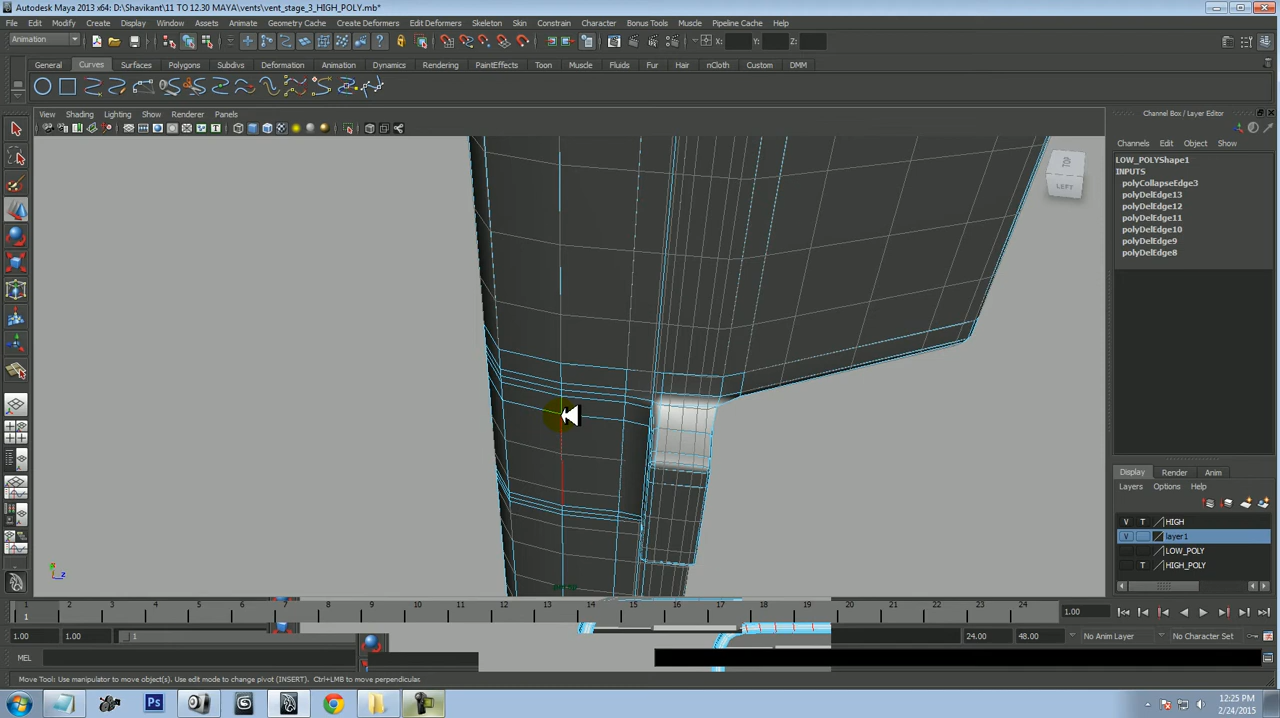 Autodesk Maya 2013 x64: D:\Shavikant\11 TO 12.30 MAYA\vents\vent_stage_3_HIGH_POLY.mb*
File Edit Modify Create Display Window Assets Animate Geometry Cache Create Deformers Edit Deformers Skeleton Skin Constrain Character Bonus Tools Muscle Pipeline Cache Help
Animation X: Y: Z:
General Curves Surfaces Polygons Subdivs Deformation Animation Dynamics Rendering PaintEffects Toon Muscle Fluids Fur Hair nCloth Custom DMM
View Shading Lighting Show Renderer Panels
Channel Box / Layer Editor
Channels Edit Object Show
LOW_POLYShape1
INPUTS
polyCollapseEdge3
polyDelEdge13
polyDelEdge12
polyDelEdge11
polyDelEdge10
polyDelEdge9
polyDelEdge8
LEFT
persp
Display Render Anim
Layers Options Help
V T HIGH
V layer1
LOW_POLY
T HIGH_POLY
1 2 3 4 5 6 7 8 9 10 11 12 13 14 15 16 17 18 19 20 21 22 23 24 1.00
1
1.00 1.00 1 24.00 48.00 No Anim Layer No Character Set
MEL
Move Tool: Use manipulator to move object(s). Use edit mode to change pivot (INSERT). Ctrl+LMB to move perpendicular.
Ps
12:25 PM
2/24/2015